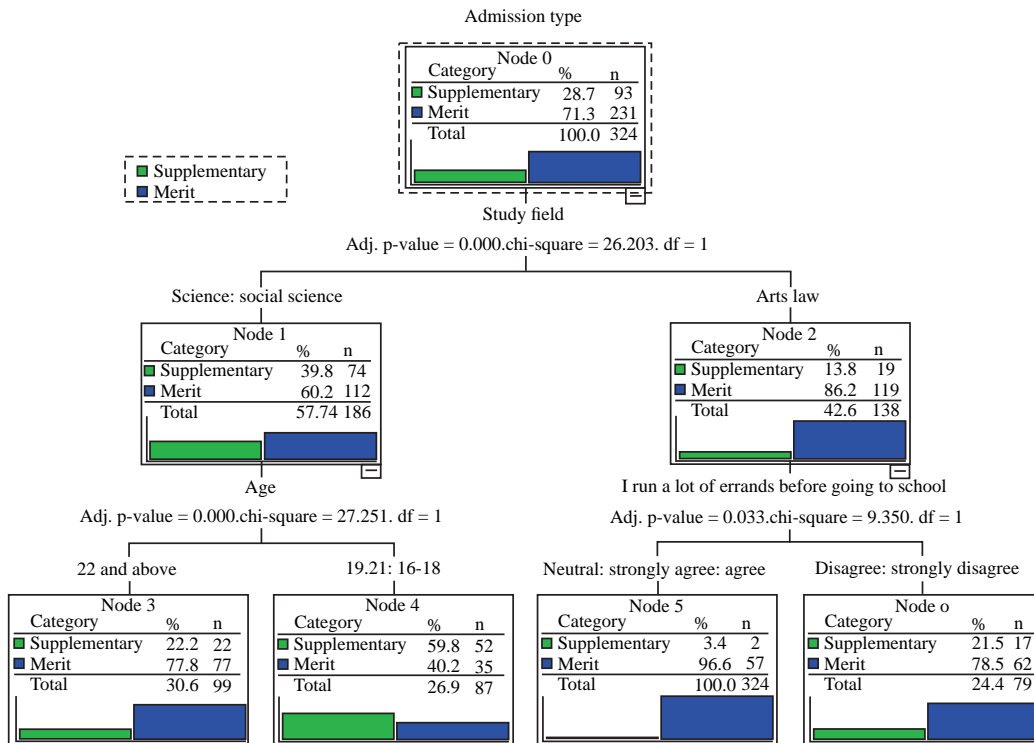 Admission type
Node 0
Category % n
Supplementary 28.7 93
Merit 71.3 231
Total 100.0 324
Supplementary
Merit
Study field
Adj. p-value = 0.000.chi-square = 26.203. df = 1
Science: social science Arts law
Node 1
Category % n
Supplementary 39.8 74
Merit 60.2 112
Total 57.74 186
Node 2
Category % n
Supplementary 13.8 19
Merit 86.2 119
Total 42.6 138
Age
Adj. p-value = 0.000.chi-square = 27.251. df = 1
I run a lot of errands before going to school
Adj. p-value = 0.033.chi-square = 9.350. df = 1
22 and above 19.21: 16-18
Neutral: strongly agree: agree Disagree: strongly disagree
Node 3
Category % n
Supplementary 22.2 22
Merit 77.8 77
Total 30.6 99
Node 4
Category % n
Supplementary 59.8 52
Merit 40.2 35
Total 26.9 87
Node 5
Category % n
Supplementary 3.4 2
Merit 96.6 57
Total 100.0 324
Node o
Category % n
Supplementary 21.5 17
Merit 78.5 62
Total 24.4 79